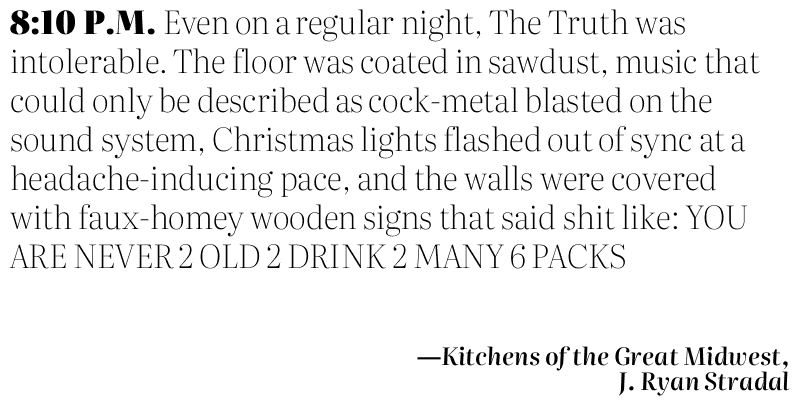 8:10 P.M. Even on a regular night, The Truth was
intolerable. The floor was coated in sawdust, music that
could only be described as cock-metal blasted on the
sound system, Christmas lights flashed out of sync at a
headache-inducing pace, and the walls were covered
with faux-homey wooden signs that said shit like: YOU
ARE NEVER 2 OLD 2 DRINK 2 MANY 6 PACKS
—Kitchens of the Great Midwest,
J. Ryan Stradal